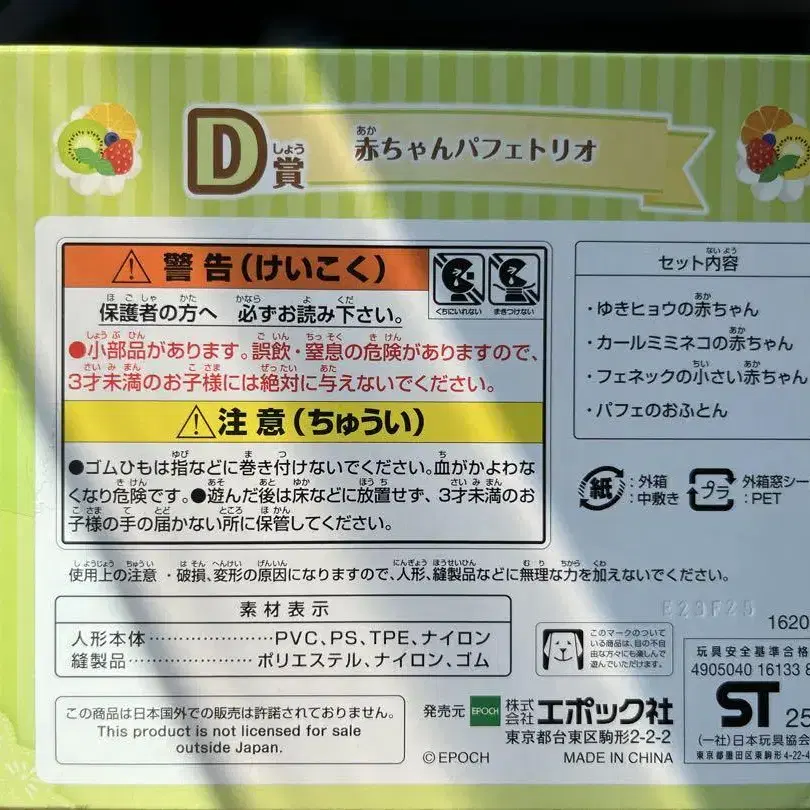 D賞 赤ちゃんパフェトリオ
しょう あか
警告(けいこく)
くちにいれない まきつけない
保護者の方へ 必ずお読み下さい。
●小部品があります。誤飲・窒息の危険がありますので、
3才未満のお子様には絶対に与えないでください。
注意(ちゅうい)
●ゴムひもは指などに巻き付けないでください。血がかよわな
くなり危険です。●遊んだ後は床などに放置せず、3才未満のお
子様の手の届かない所に保管してください。
セット内容
・ゆきヒョウの赤ちゃん
・カールミミネコの赤ちゃん
・フェネックの小さい赤ちゃん
・パフェのおふとん
紙 :外箱
:中敷き
プラ :外箱窓シー
:PET
使用上の注意 ・破損、変形の原因になりますので、人形、縫製品などに無理な力を加えないでください。
素材表示
人形本体…………………PVC、PS、TPE、ナイロン
縫製品…………………ポリエステル、ナイロン、ゴム
このマークのついて
いる商品は、目の不自
由な方々にも楽しんで
遊んでいただけます。
E29F25
1620
玩具安全基準合格
4905040 16133 8
ST 25
(一社)日本玩具協会
東京都墨田区東駒形4-22-4
この商品は日本国外での販売は許諾されておりません。
This product is not licensed for sale
outside Japan.
発売元 EPOCH 株式会社エポック社
東京都台東区駒形2-2-2
©EPOCH MADE IN CHINA